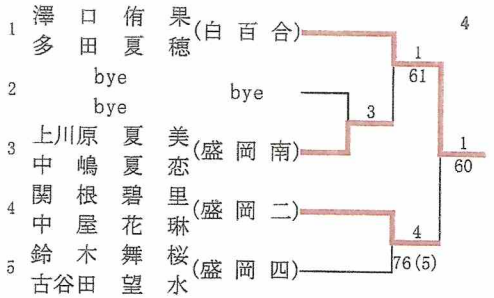 澤口侑果
1 (白百合)
多田夏穂
bye
2 bye
bye
上川原夏美
3 (盛岡南)
中嶋夏恋
関根碧里
4 (盛岡二)
中屋花琳
鈴木舞桜
5 (盛岡四)
古谷田望水
4
1
61
3
1
60
4
76(5)